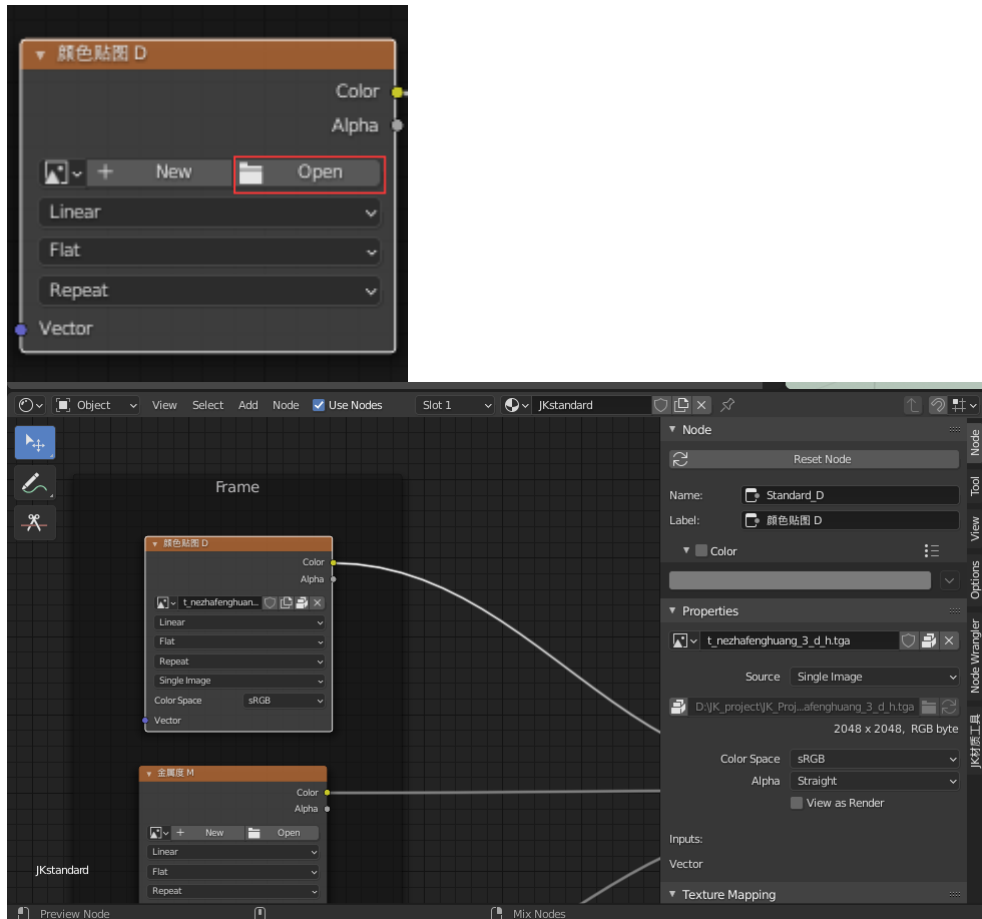 颜色贴图 D
Color
Alpha
New Open
Linear
Flat
Repeat
Vector
Object View Select Add Node Use Nodes Slot 1 JKstandard
Frame
颜色贴图 D
Color
Alpha
t_nezhafenghuan...
Linear
Flat
Repeat
Single Image
Color Space sRGB
Vector
金属度 M
Color
Alpha
New Open
Linear
Flat
Repeat
JKstandard
Node
Reset Node
Name: Standard_D
Label: 颜色贴图 D
Color
Properties
t_nezhafenghuang_3_d_h.tga
Source Single Image
D:\JK_project\JK_Proj...afenghuang_3_d_h.tga
2048 x 2048, RGB byte
Color Space sRGB
Alpha Straight
View as Render
Inputs:
Vector
Texture Mapping
Node
Tool
View
Options
Node Wrangler
JK材质工具
Preview Node Mix Nodes